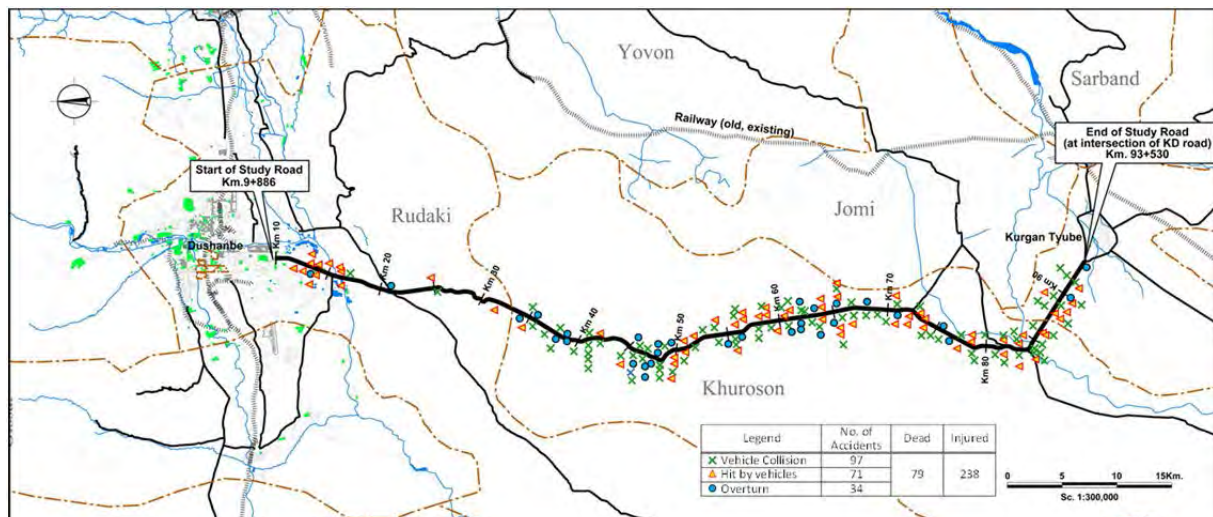 Yovon
Sarband
Railway (old, existing)
End of Study Road
(at intersection of KD road)
Km. 93+530
Start of Study Road
Km.9+886
Rudaki
Jomi
Kurgan Tyube
Dushanbe
Km 10
Km 20
Km 30
Km 40
Km 50
Km 60
Km 70
Km 80
Km 90
Khuroson
Legend No. of Accidents Dead Injured
Vehicle Collision 97 79 238
Hit by vehicles 71
Overturn 34
0 5 10 15Km.
Sc. 1:300,000